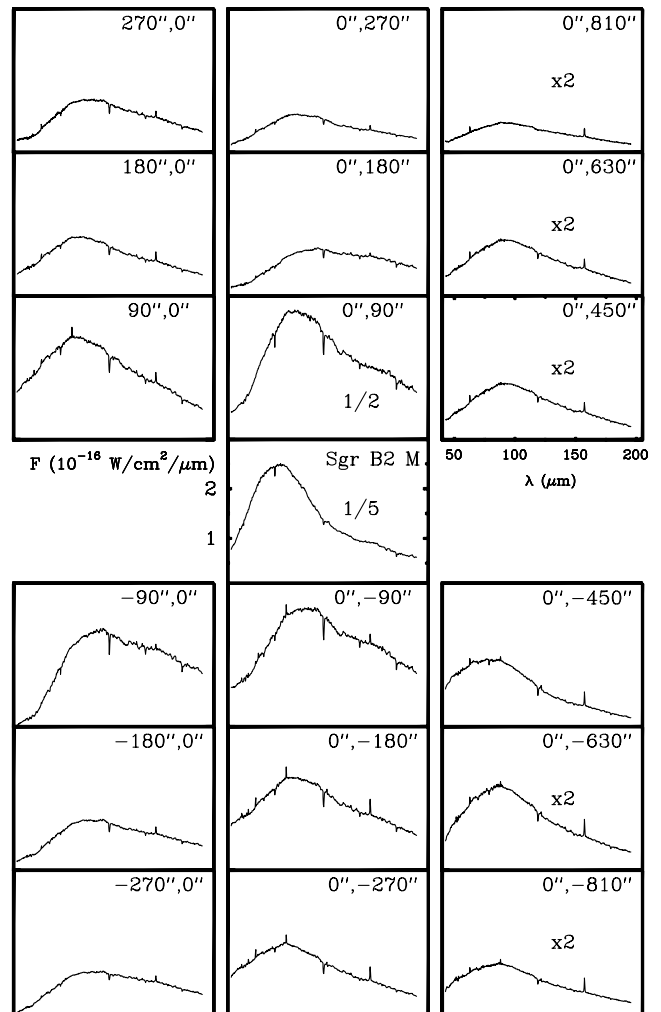 270″,0″ 0″,270″ 0″,810″
x2
180″,0″ 0″,180″ 0″,630″
x2
90″,0″ 0″,90″ 0″,450″
x2
1/2
F (10⁻¹⁶ W/cm²/μm) Sgr B2 M 50 100 150 200
λ (μm)
2
1/5
1
−90″,0″ 0″,−90″ 0″,−450″
−180″,0″ 0″,−180″ 0″,−630″
x2
−270″,0″ 0″,−270″ 0″,−810″
x2